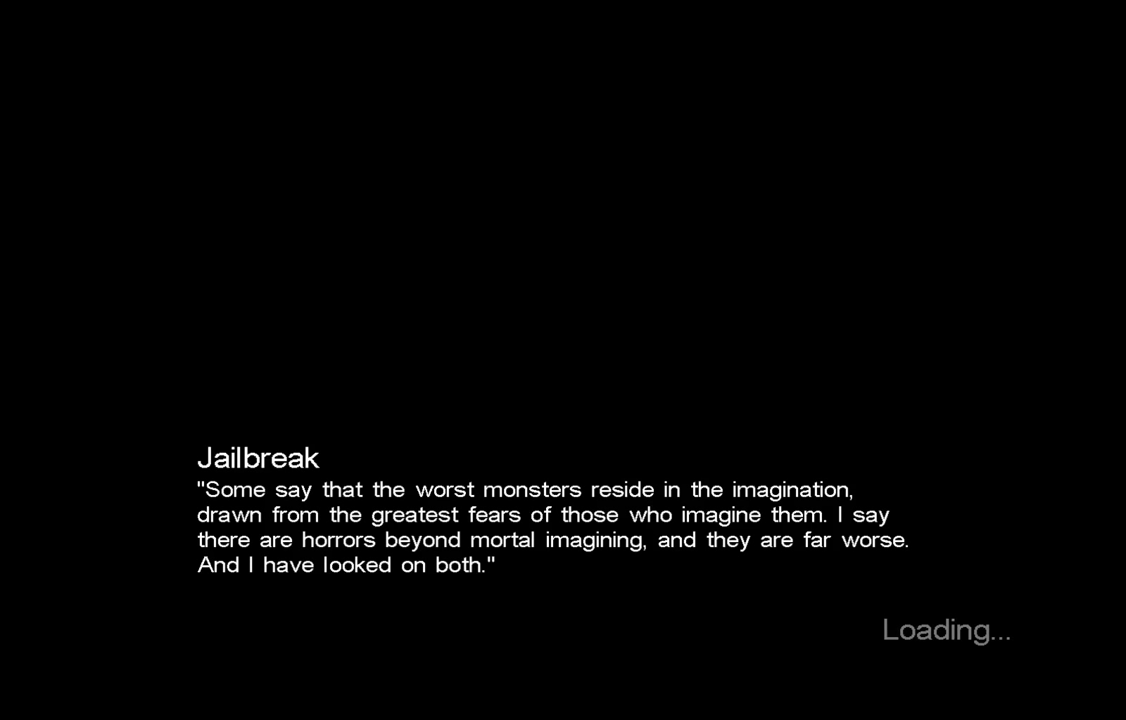 Jailbreak
"Some say that the worst monsters reside in the imagination,
drawn from the greatest fears of those who imagine them. I say
there are horrors beyond mortal imagining, and they are far worse.
And I have looked on both."
Loading...